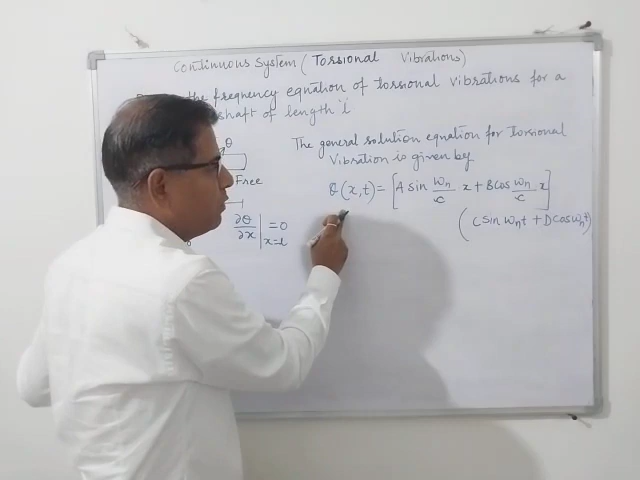 Continuous System (Torsional Vibrations)
the frequency equation of torsional vibrations for a
shaft of length 'l'
θ
The general solution equation for torsional
Vibration is given by
Free
θ(x,t) = [A sin ωn/c x + B cos ωn/c x]
(C sin ωnt + D cos ωnt)
∂θ/∂x |x=l = 0